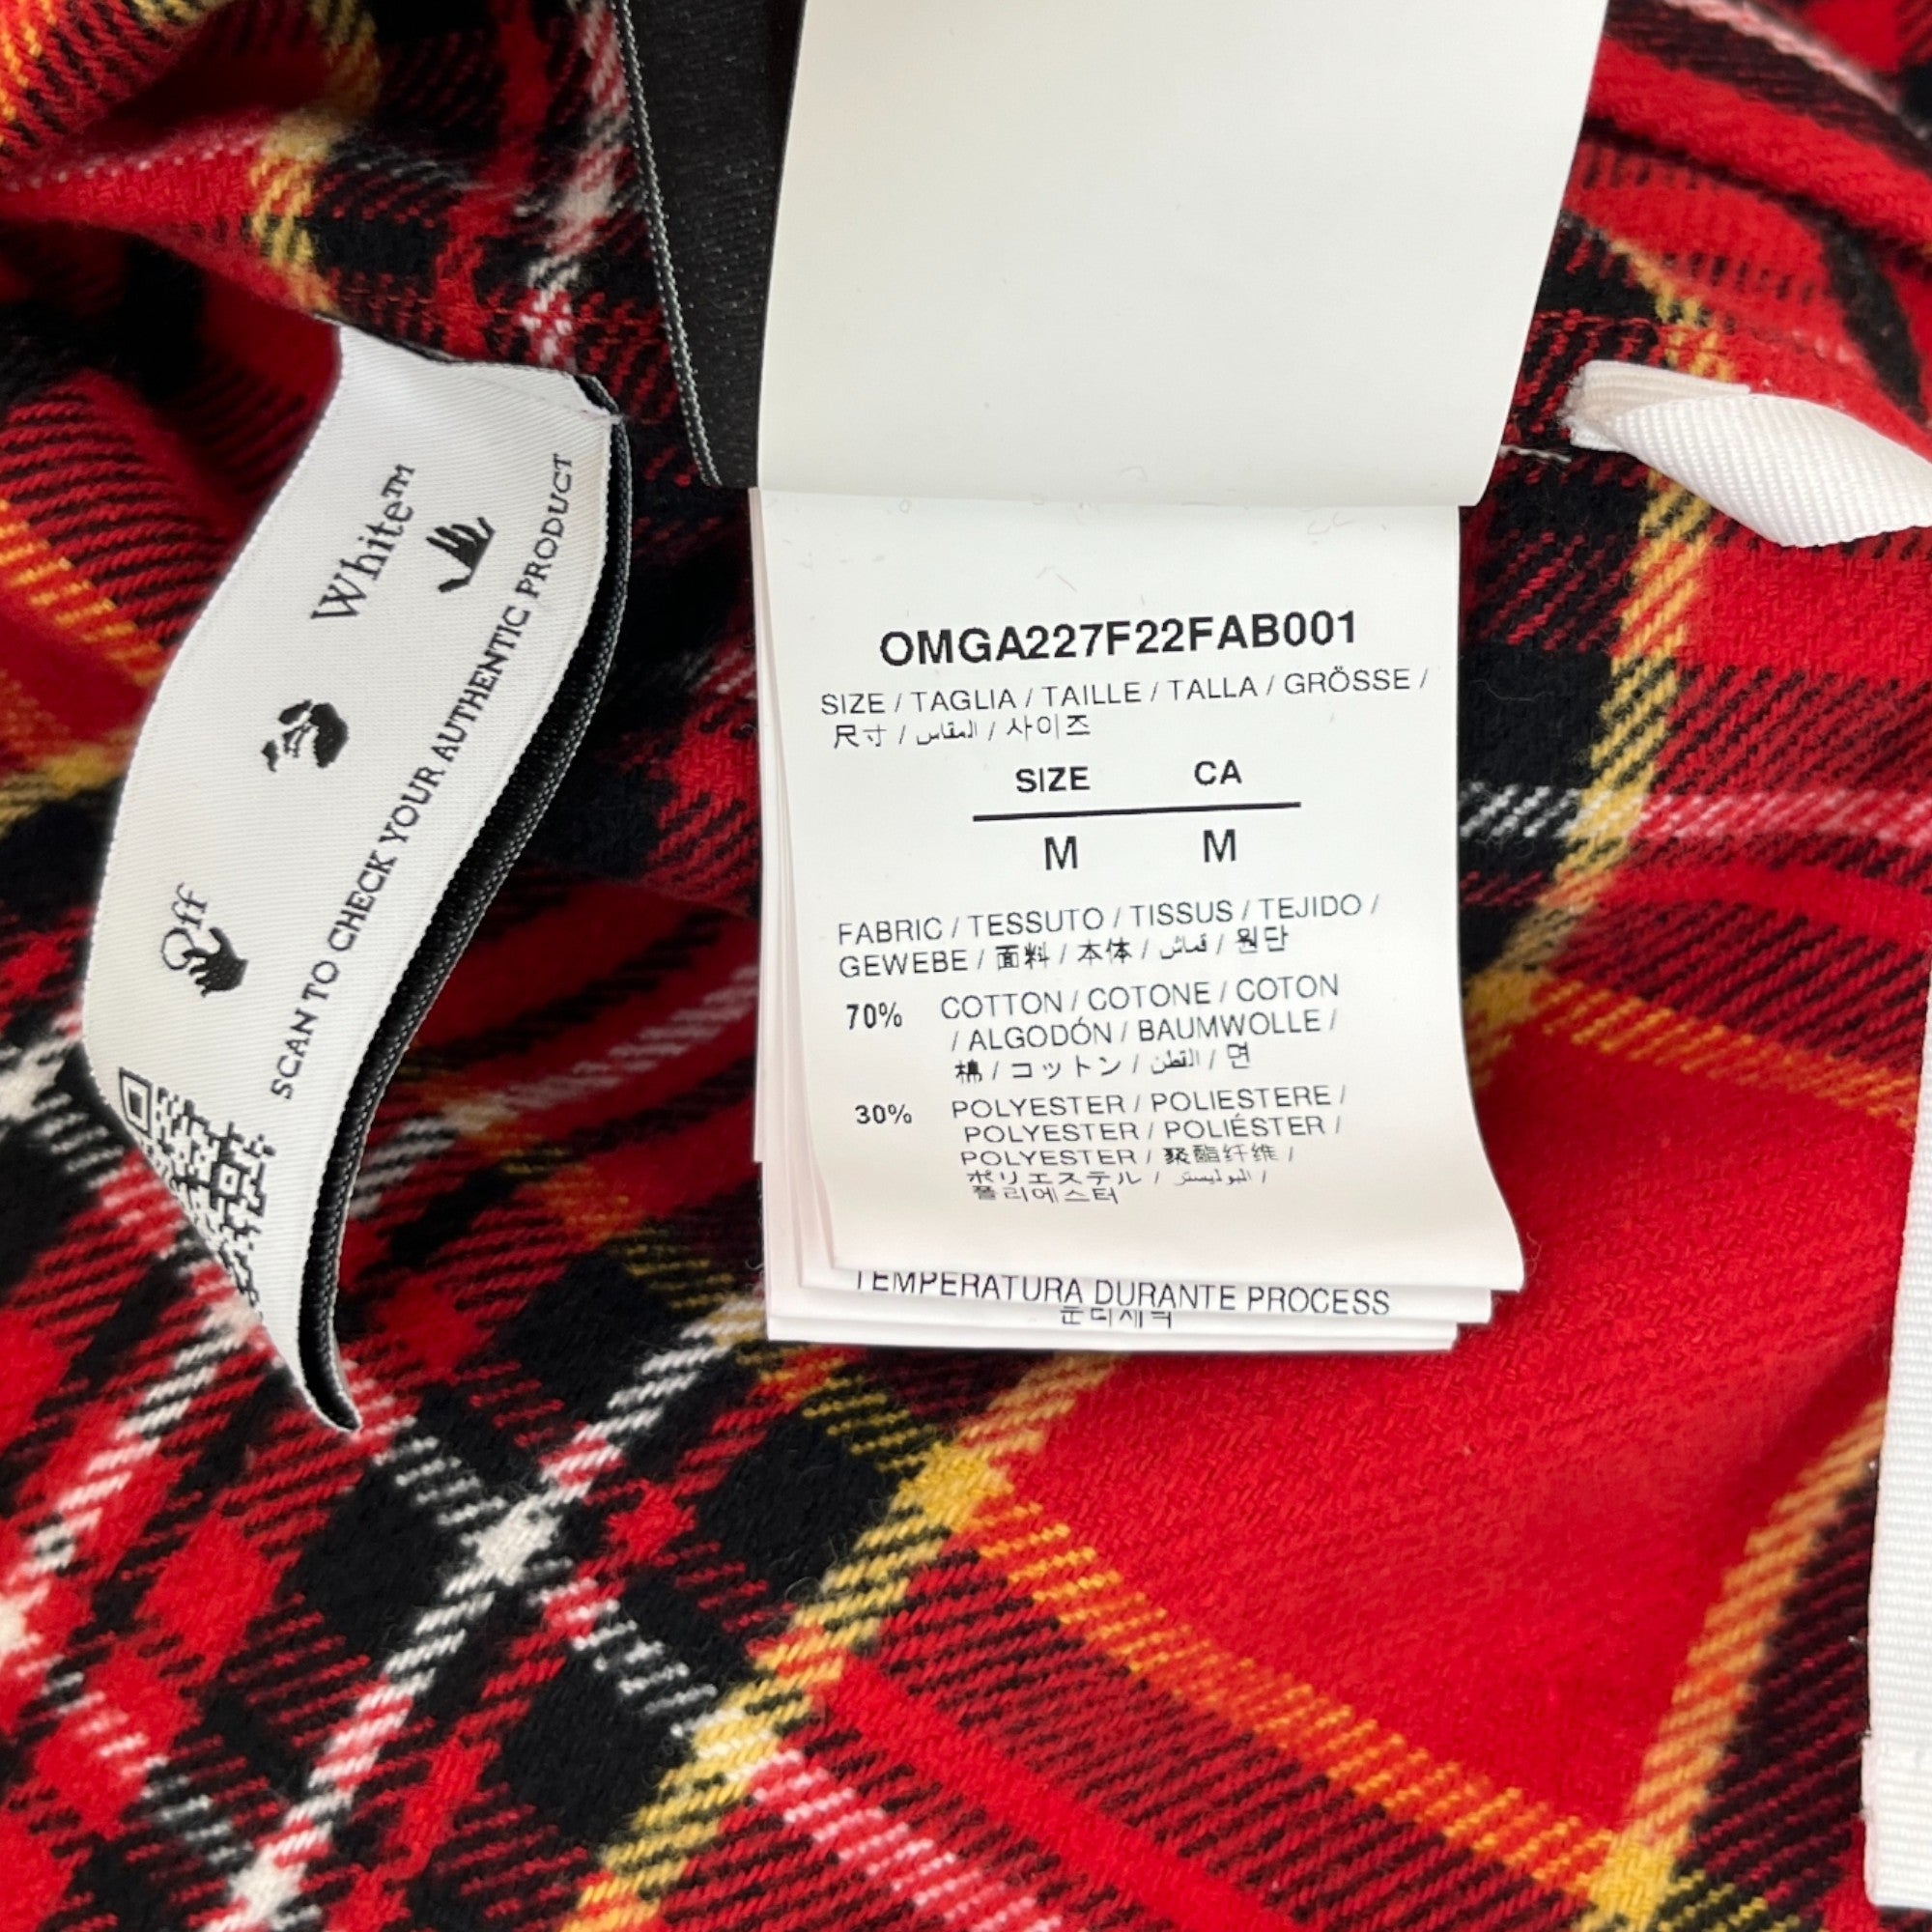 Off White™
SCAN TO CHECK YOUR AUTHENTIC PRODUCT
OMGA227F22FAB001
SIZE / TAGLIA / TAILLE / TALLA / GRÖSSE /
尺寸 / المقاس / 사이즈
SIZE CA
M M
FABRIC / TESSUTO / TISSUS / TEJIDO /
GEWEBE / 面料 / 本体 / قماش / 원단
70% COTTON / COTONE / COTON
/ ALGODÓN / BAUMWOLLE /
棉 / コットン / القطن / 면
30% POLYESTER / POLIESTERE /
POLYESTER / POLIÉSTER /
POLYESTER / 聚酯纤维 /
ポリエステル / البوليستر /
폴리에스터
TEMPERATURA DURANTE PROCESS